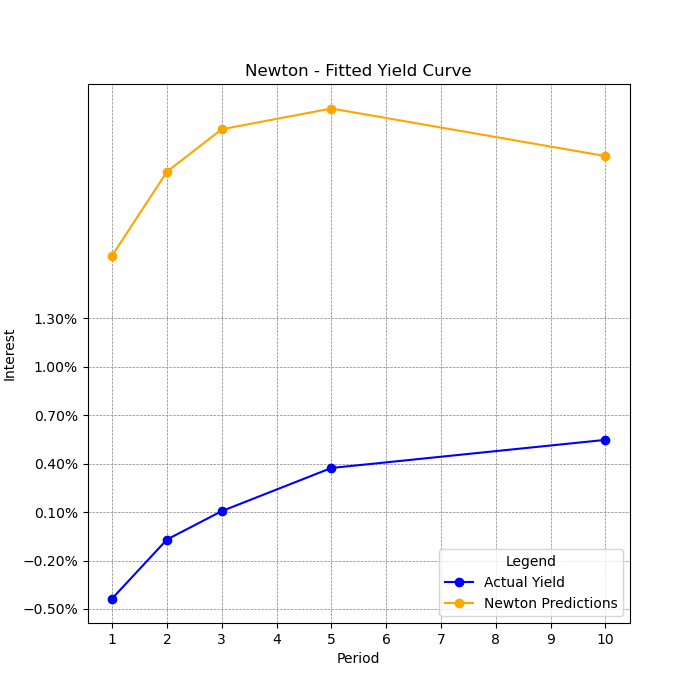 Newton - Fitted Yield Curve
Interest
1.30%
1.00%
0.70%
0.40%
0.10%
−0.20%
−0.50%
Legend
Actual Yield
Newton Predictions
1 2 3 4 5 6 7 8 9 10
Period